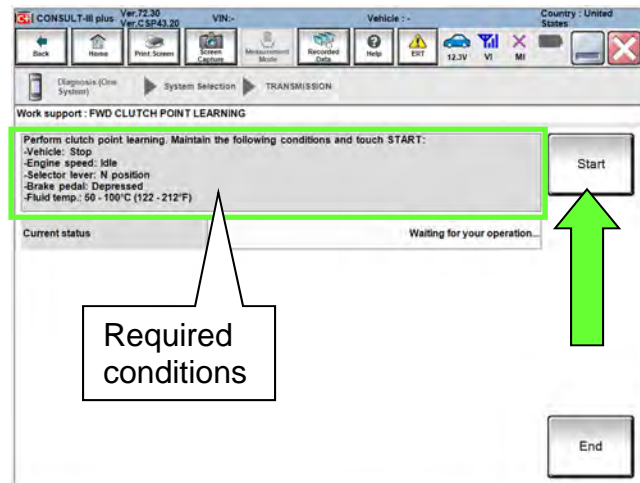 CONSULT-III plus Ver.72.30 VIN:- Vehicle : - Country : United
Ver.CSP43.20 States
Back Home Print Screen Screen Capture Measurement Mode Recorded Data Help ERT 12.3V VI MI
Diagnosis (One System) System Selection TRANSMISSION
Work support : FWD CLUTCH POINT LEARNING
Perform clutch point learning. Maintain the following conditions and touch START:
-Vehicle: Stop
-Engine speed: Idle
-Selector lever: N position
-Brake pedal: Depressed
-Fluid temp.: 50 - 100°C (122 - 212°F)
Start
Current status Waiting for your operation...
Required
conditions
End